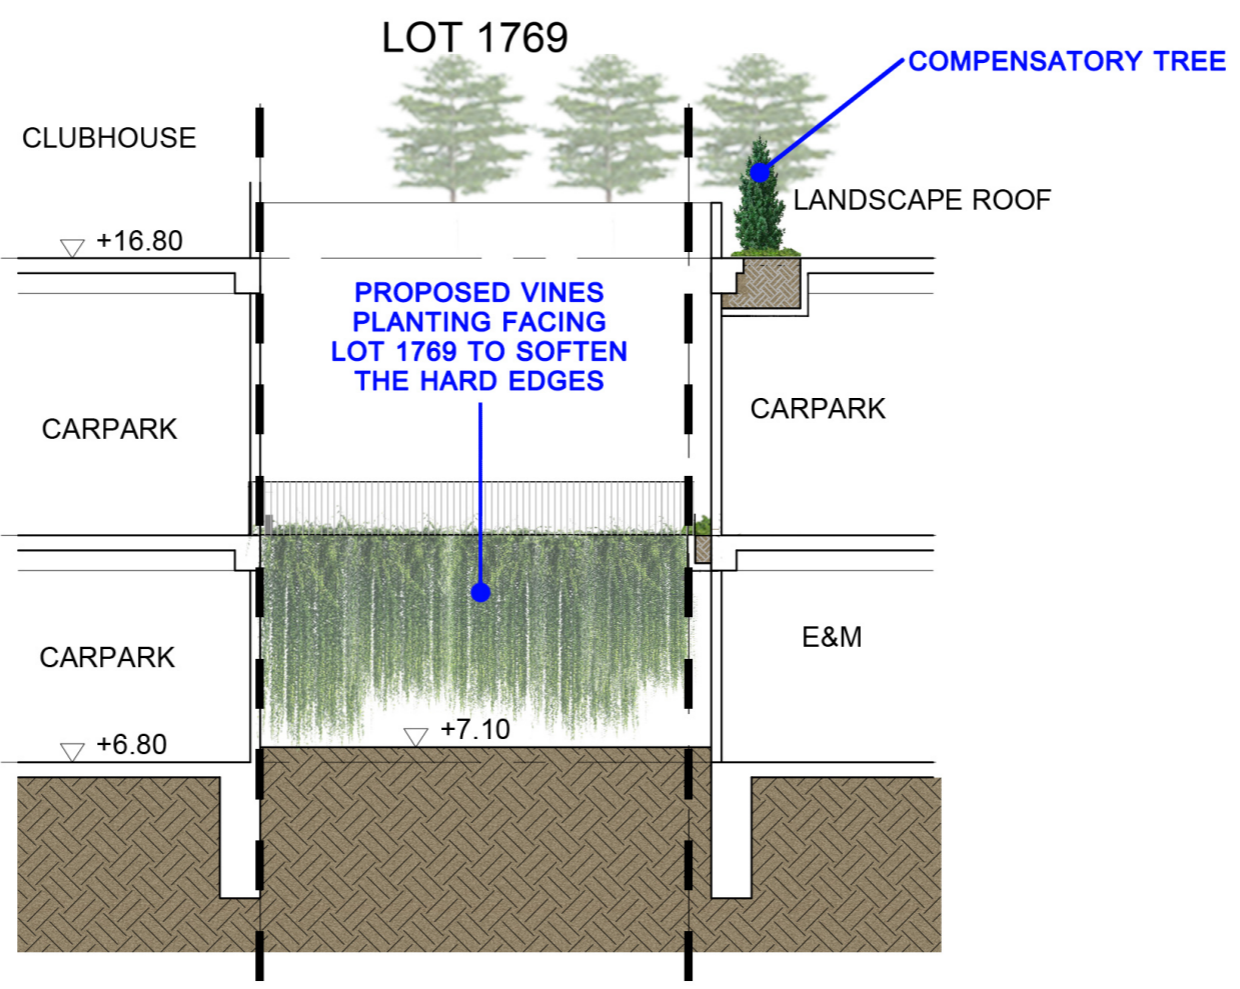 LOT 1769
COMPENSATORY TREE
CLUBHOUSE
LANDSCAPE ROOF
+16.80
PROPOSED VINES
PLANTING FACING
LOT 1769 TO SOFTEN
THE HARD EDGES
CARPARK
CARPARK
CARPARK
E&M
+7.10
+6.80